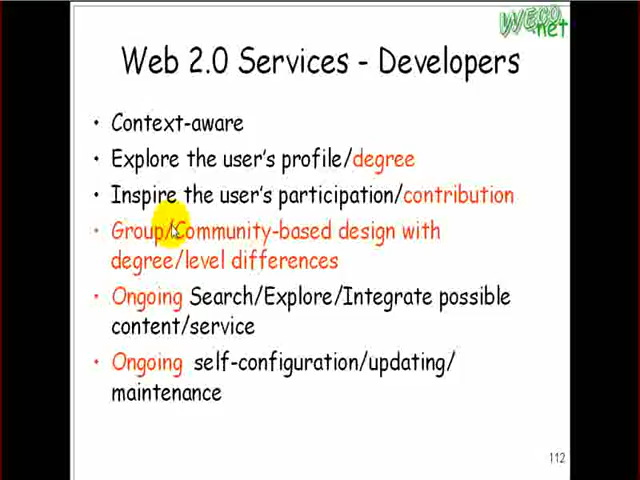 WECO
.net
Web 2.0 Services - Developers
• Context-aware
• Explore the user's profile/degree
• Inspire the user's participation/contribution
• Group/Community-based design with
degree/level differences
• Ongoing Search/Explore/Integrate possible
content/service
• Ongoing self-configuration/updating/
maintenance
112